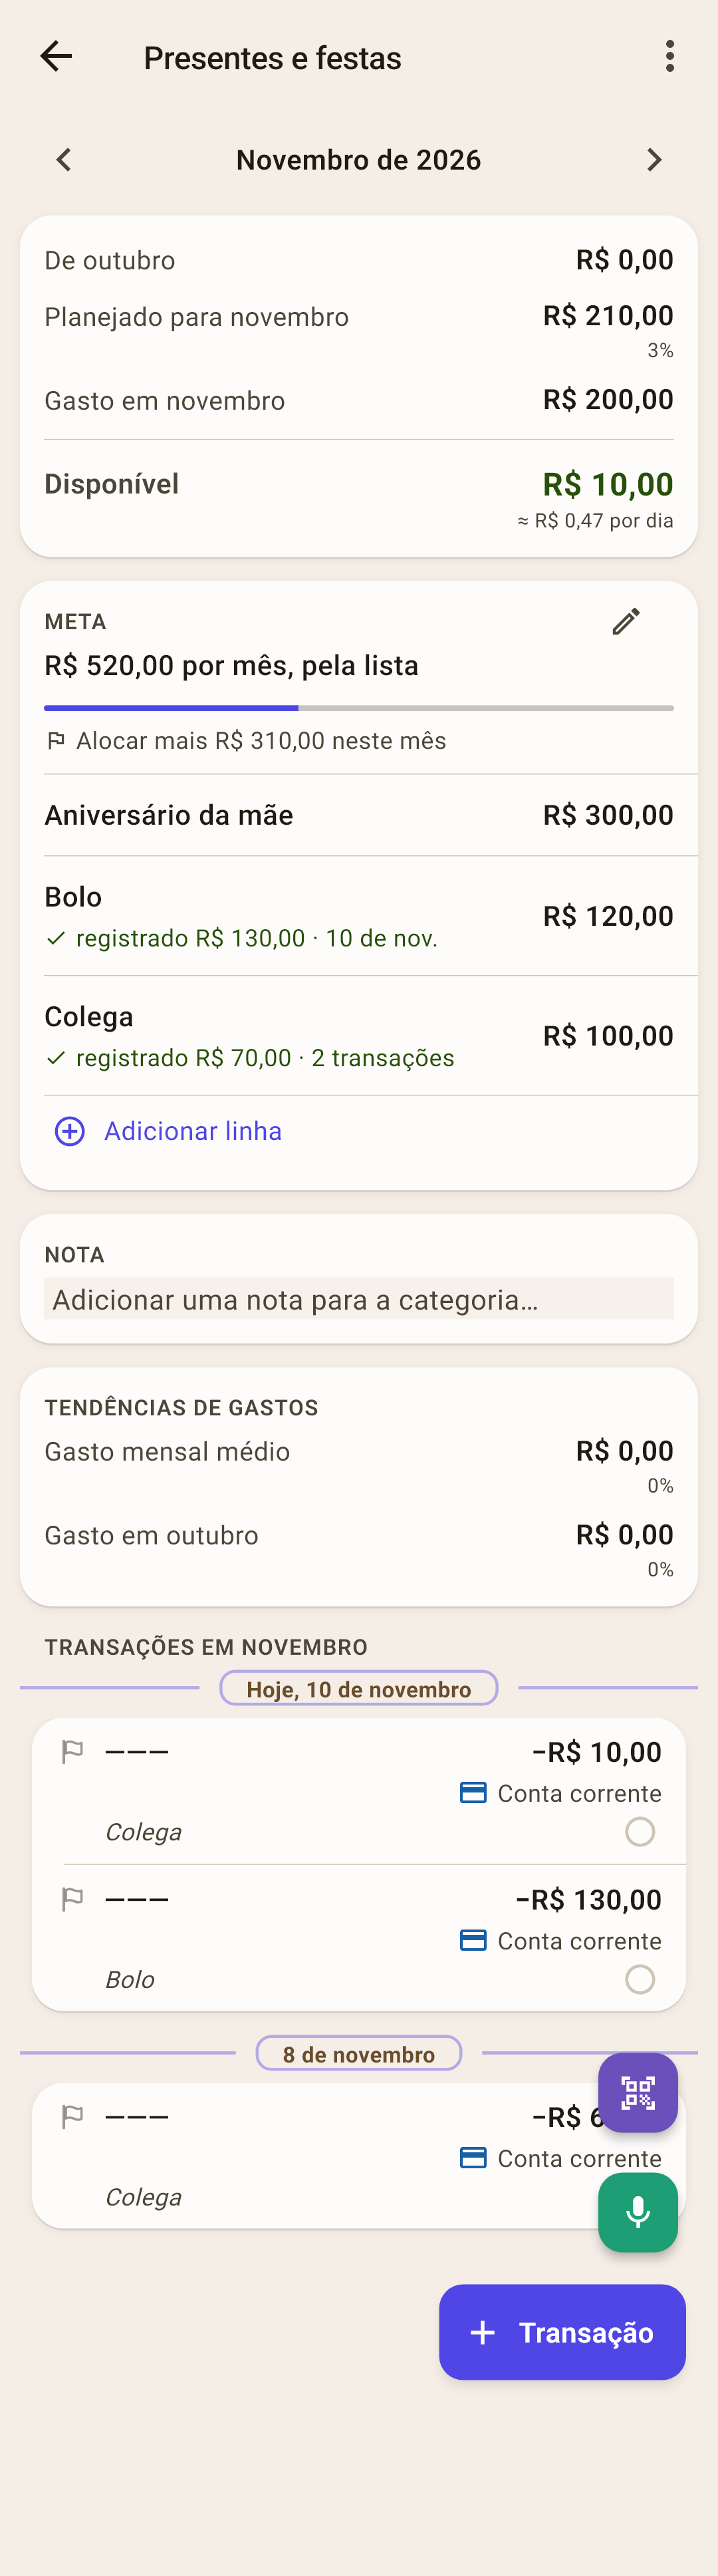 Presentes e festas
Novembro de 2026
De outubro R$ 0,00
Planejado para novembro R$ 210,00
3%
Gasto em novembro R$ 200,00
Disponível R$ 10,00
≈ R$ 0,47 por dia
META
R$ 520,00 por mês, pela lista
Alocar mais R$ 310,00 neste mês
Aniversário da mãe R$ 300,00
Bolo R$ 120,00
registrado R$ 130,00 · 10 de nov.
Colega R$ 100,00
registrado R$ 70,00 · 2 transações
Adicionar linha
NOTA
Adicionar uma nota para a categoria…
TENDÊNCIAS DE GASTOS
Gasto mensal médio R$ 0,00
0%
Gasto em outubro R$ 0,00
0%
TRANSAÇÕES EM NOVEMBRO
Hoje, 10 de novembro
——— −R$ 10,00
Conta corrente
Colega
——— −R$ 130,00
Conta corrente
Bolo
8 de novembro
——— −R$
Conta corrente
Colega
+ Transação